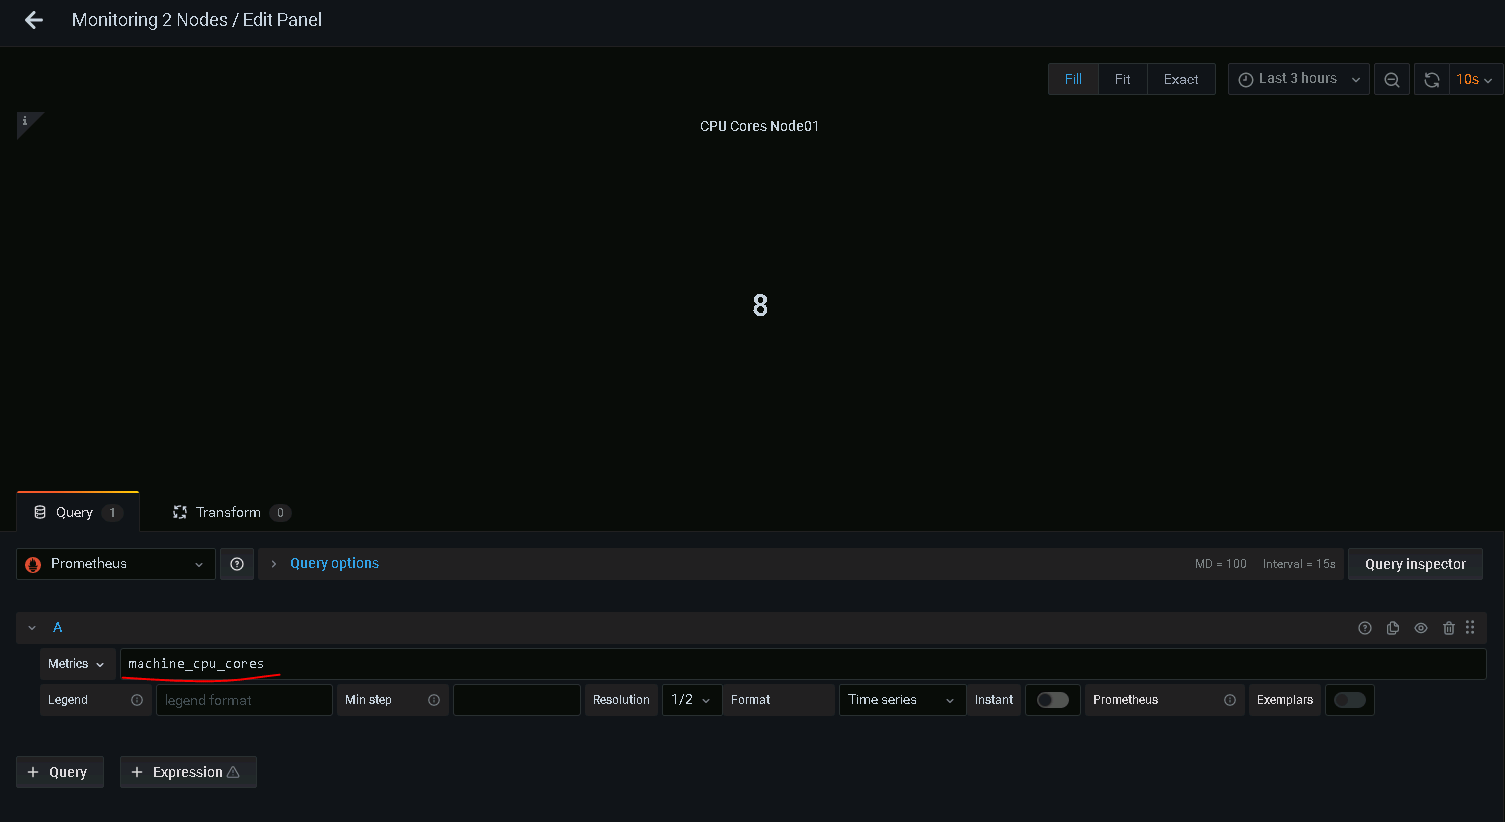 Monitoring 2 Nodes / Edit Panel
Fill Fit Exact Last 3 hours 10s
i
CPU Cores Node01
8
Query 1 Transform 0
Prometheus Query options MD = 100 Interval = 15s Query inspector
A
Metrics machine_cpu_cores
Legend legend format Min step Resolution 1/2 Format Time series Instant Prometheus Exemplars
+ Query + Expression